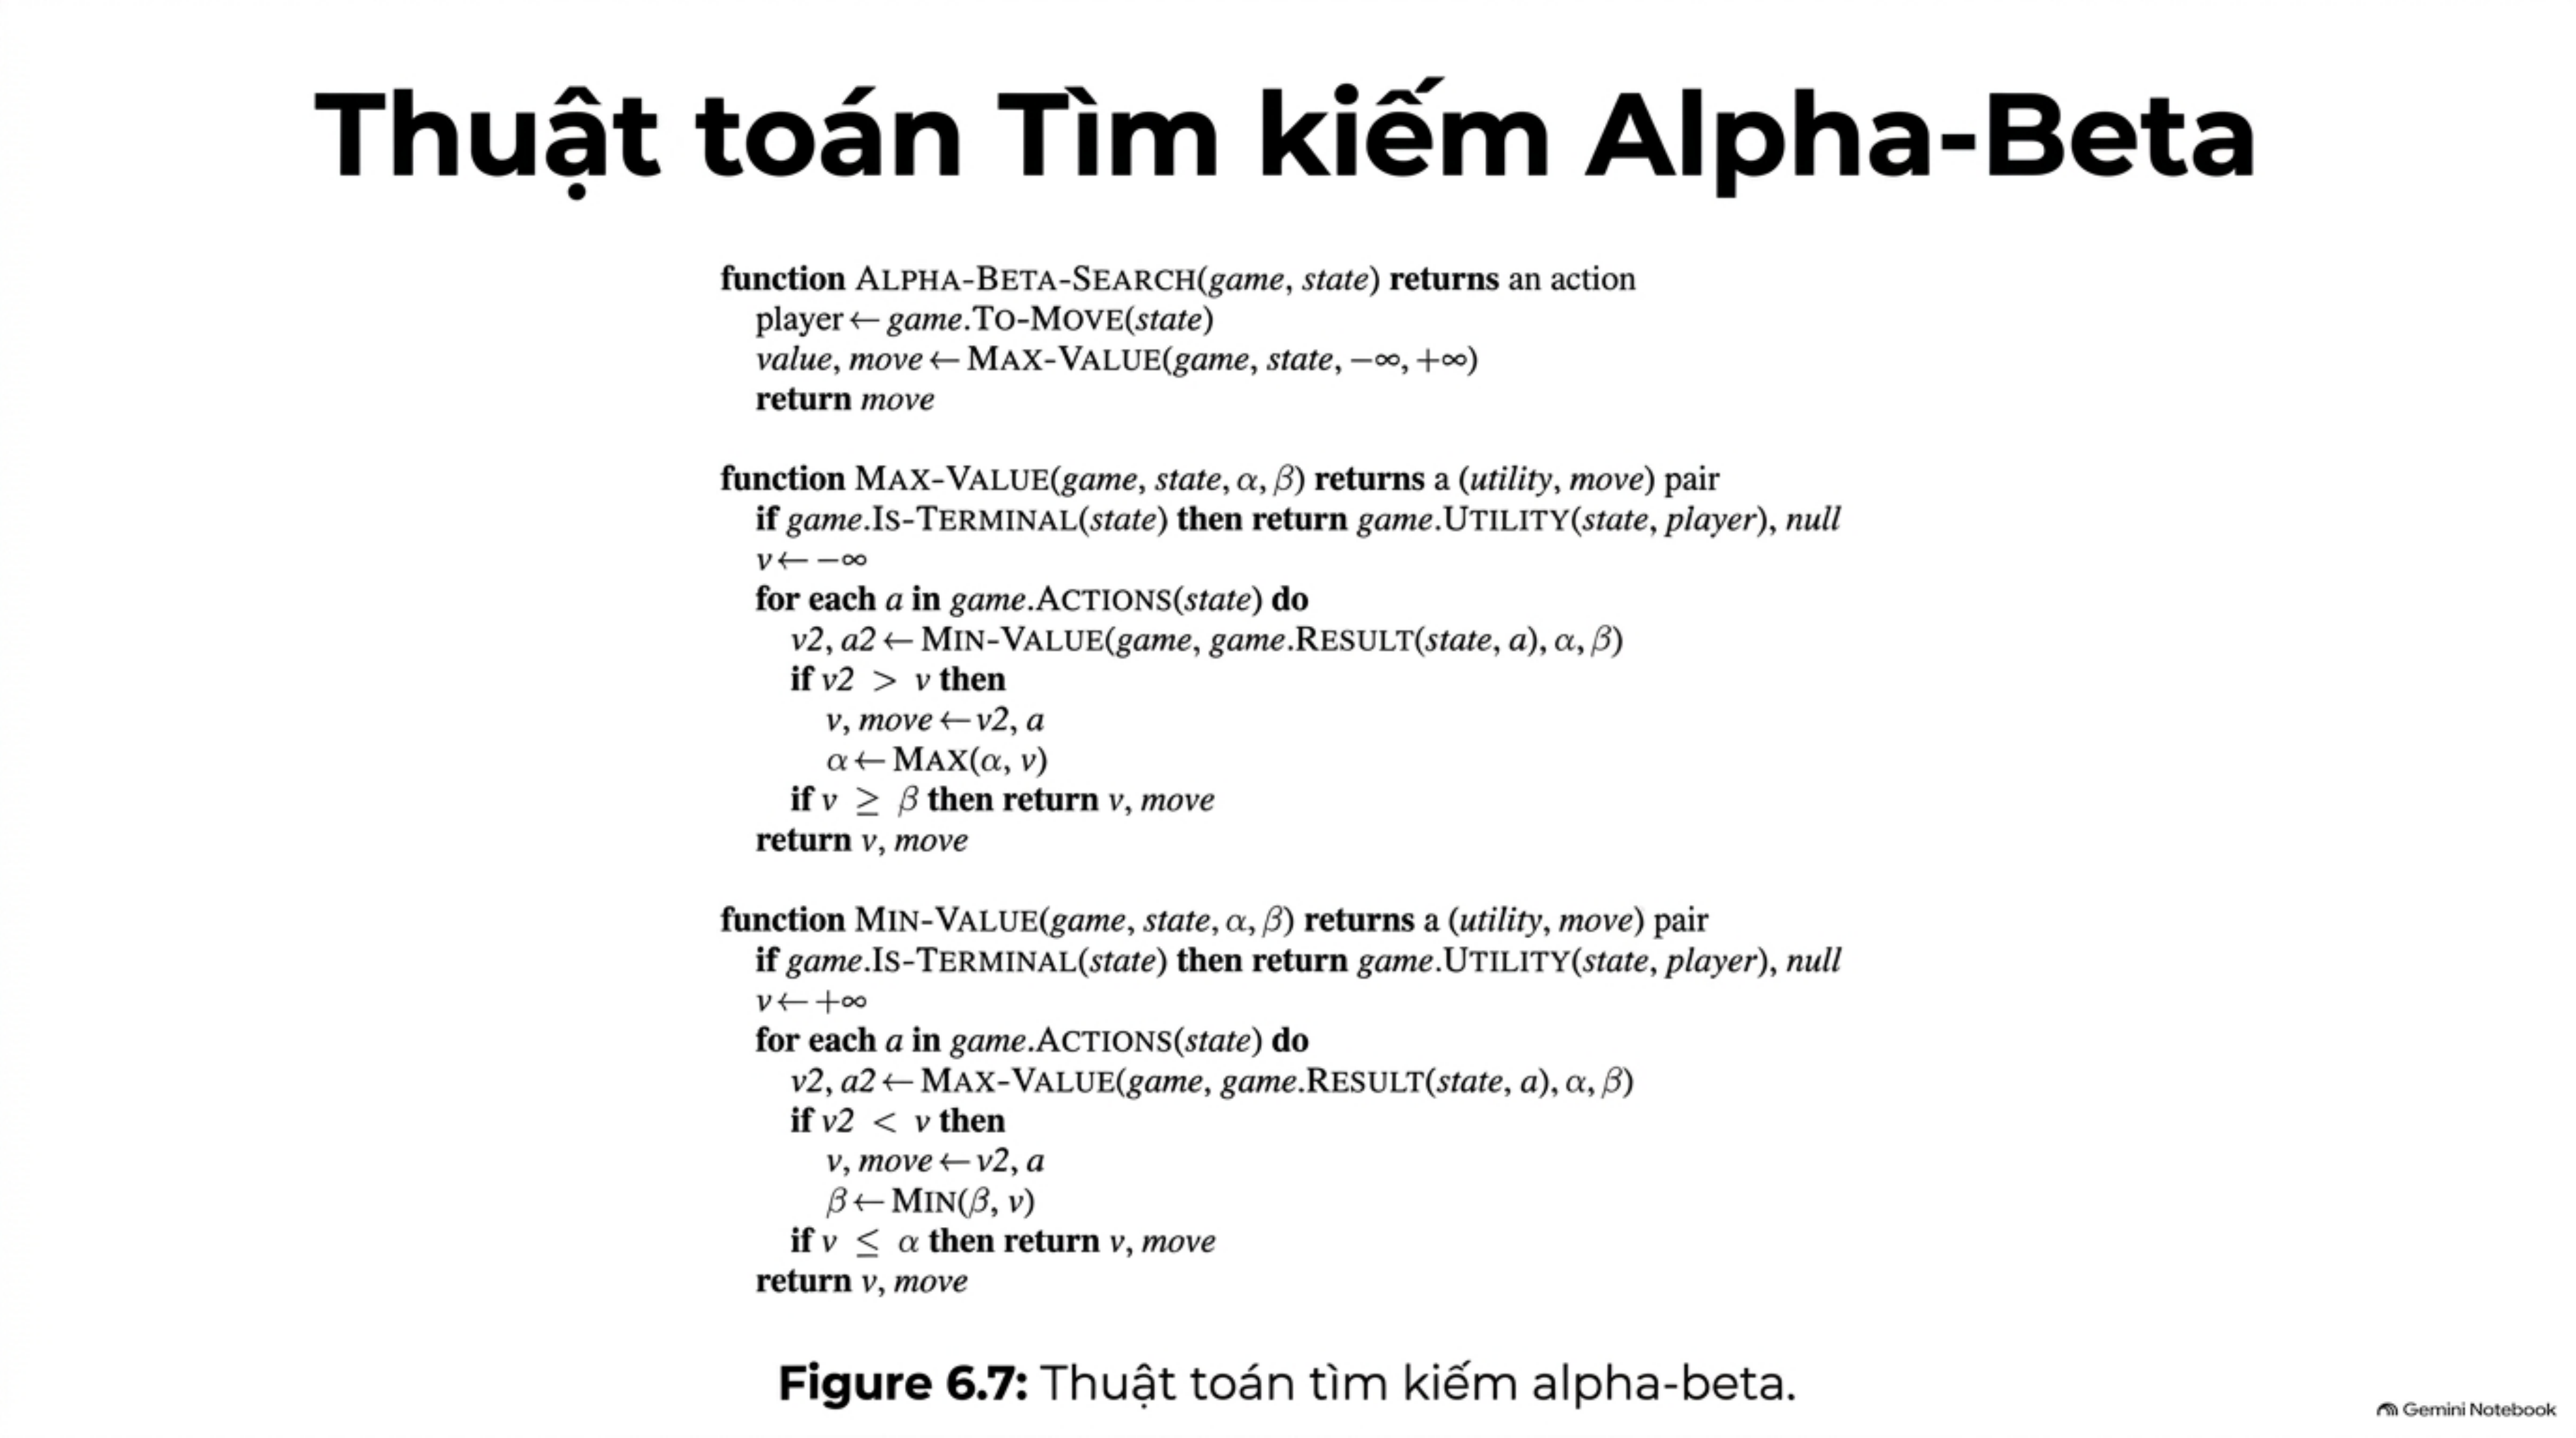 Thuật toán Tìm kiếm Alpha-Beta
function ALPHA-BETA-SEARCH(game, state) returns an action
player ← game.TO-MOVE(state)
value, move ← MAX-VALUE(game, state, −∞, +∞)
return move
function MAX-VALUE(game, state, α, β) returns a (utility, move) pair
if game.IS-TERMINAL(state) then return game.UTILITY(state, player), null
v ← −∞
for each a in game.ACTIONS(state) do
v2, a2 ← MIN-VALUE(game, game.RESULT(state, a), α, β)
if v2 > v then
v, move ← v2, a
α ← MAX(α, v)
if v ≥ β then return v, move
return v, move
function MIN-VALUE(game, state, α, β) returns a (utility, move) pair
if game.IS-TERMINAL(state) then return game.UTILITY(state, player), null
v ← +∞
for each a in game.ACTIONS(state) do
v2, a2 ← MAX-VALUE(game, game.RESULT(state, a), α, β)
if v2 < v then
v, move ← v2, a
β ← MIN(β, v)
if v ≤ α then return v, move
return v, move
Figure 6.7: Thuật toán tìm kiếm alpha-beta.
Gemini Notebook